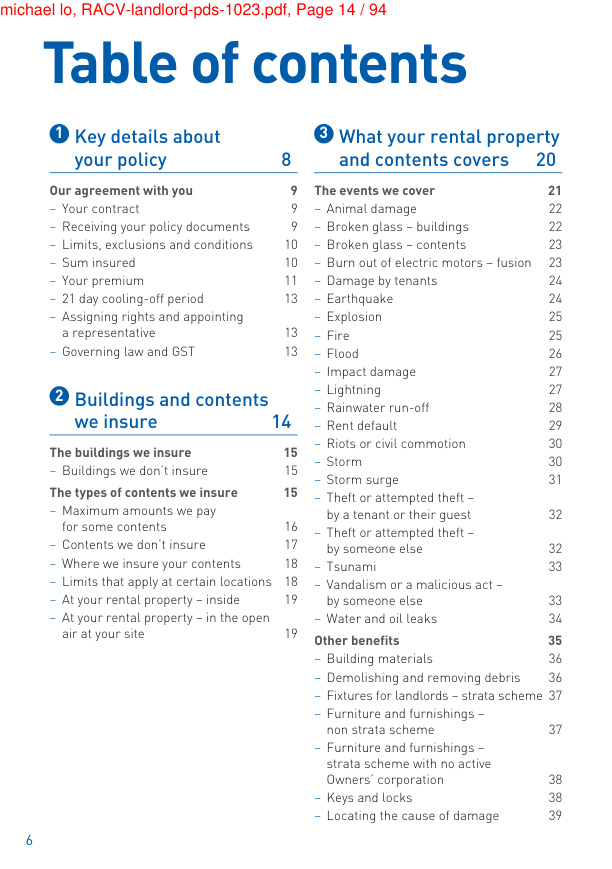 michael lo, RACV-landlord-pds-1023.pdf, Page 14 / 94
Table of contents
1 Key details about
your policy 8
Our agreement with you 9
– Your contract 9
– Receiving your policy documents 9
– Limits, exclusions and conditions 10
– Sum insured 10
– Your premium 11
– 21 day cooling-off period 13
– Assigning rights and appointing
a representative 13
– Governing law and GST 13
2 Buildings and contents
we insure 14
The buildings we insure 15
– Buildings we don’t insure 15
The types of contents we insure 15
– Maximum amounts we pay
for some contents 16
– Contents we don’t insure 17
– Where we insure your contents 18
– Limits that apply at certain locations 18
– At your rental property – inside 19
– At your rental property – in the open
air at your site 19
3 What your rental property
and contents covers 20
The events we cover 21
– Animal damage 22
– Broken glass – buildings 22
– Broken glass – contents 23
– Burn out of electric motors – fusion 23
– Damage by tenants 24
– Earthquake 24
– Explosion 25
– Fire 25
– Flood 26
– Impact damage 27
– Lightning 27
– Rainwater run-off 28
– Rent default 29
– Riots or civil commotion 30
– Storm 30
– Storm surge 31
– Theft or attempted theft –
by a tenant or their guest 32
– Theft or attempted theft –
by someone else 32
– Tsunami 33
– Vandalism or a malicious act –
by someone else 33
– Water and oil leaks 34
Other benefits 35
– Building materials 36
– Demolishing and removing debris 36
– Fixtures for landlords – strata scheme 37
– Furniture and furnishings –
non strata scheme 37
– Furniture and furnishings –
strata scheme with no active
Owners’ corporation 38
– Keys and locks 38
– Locating the cause of damage 39
6